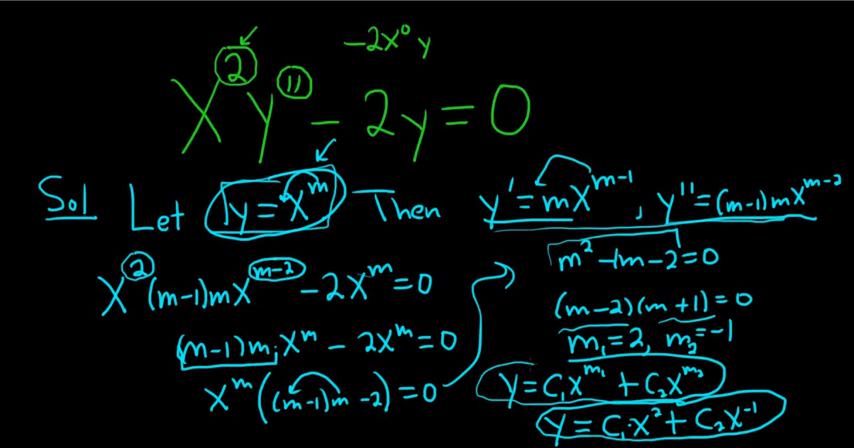 -2x⁰y
x²y'' - 2y = 0
Sol Let y = x^m Then y' = mx^(m-1), y'' = (m-1)mx^(m-2)
x²(m-1)mx^(m-2) - 2x^m = 0
(m-1)mx^m - 2x^m = 0
x^m((m-1)m - 2) = 0
m² - 1m - 2 = 0
(m-2)(m+1) = 0
m₁ = 2, m₂ = -1
y = c₁x^m₁ + c₂x^m₂
y = c₁x² + c₂x⁻¹